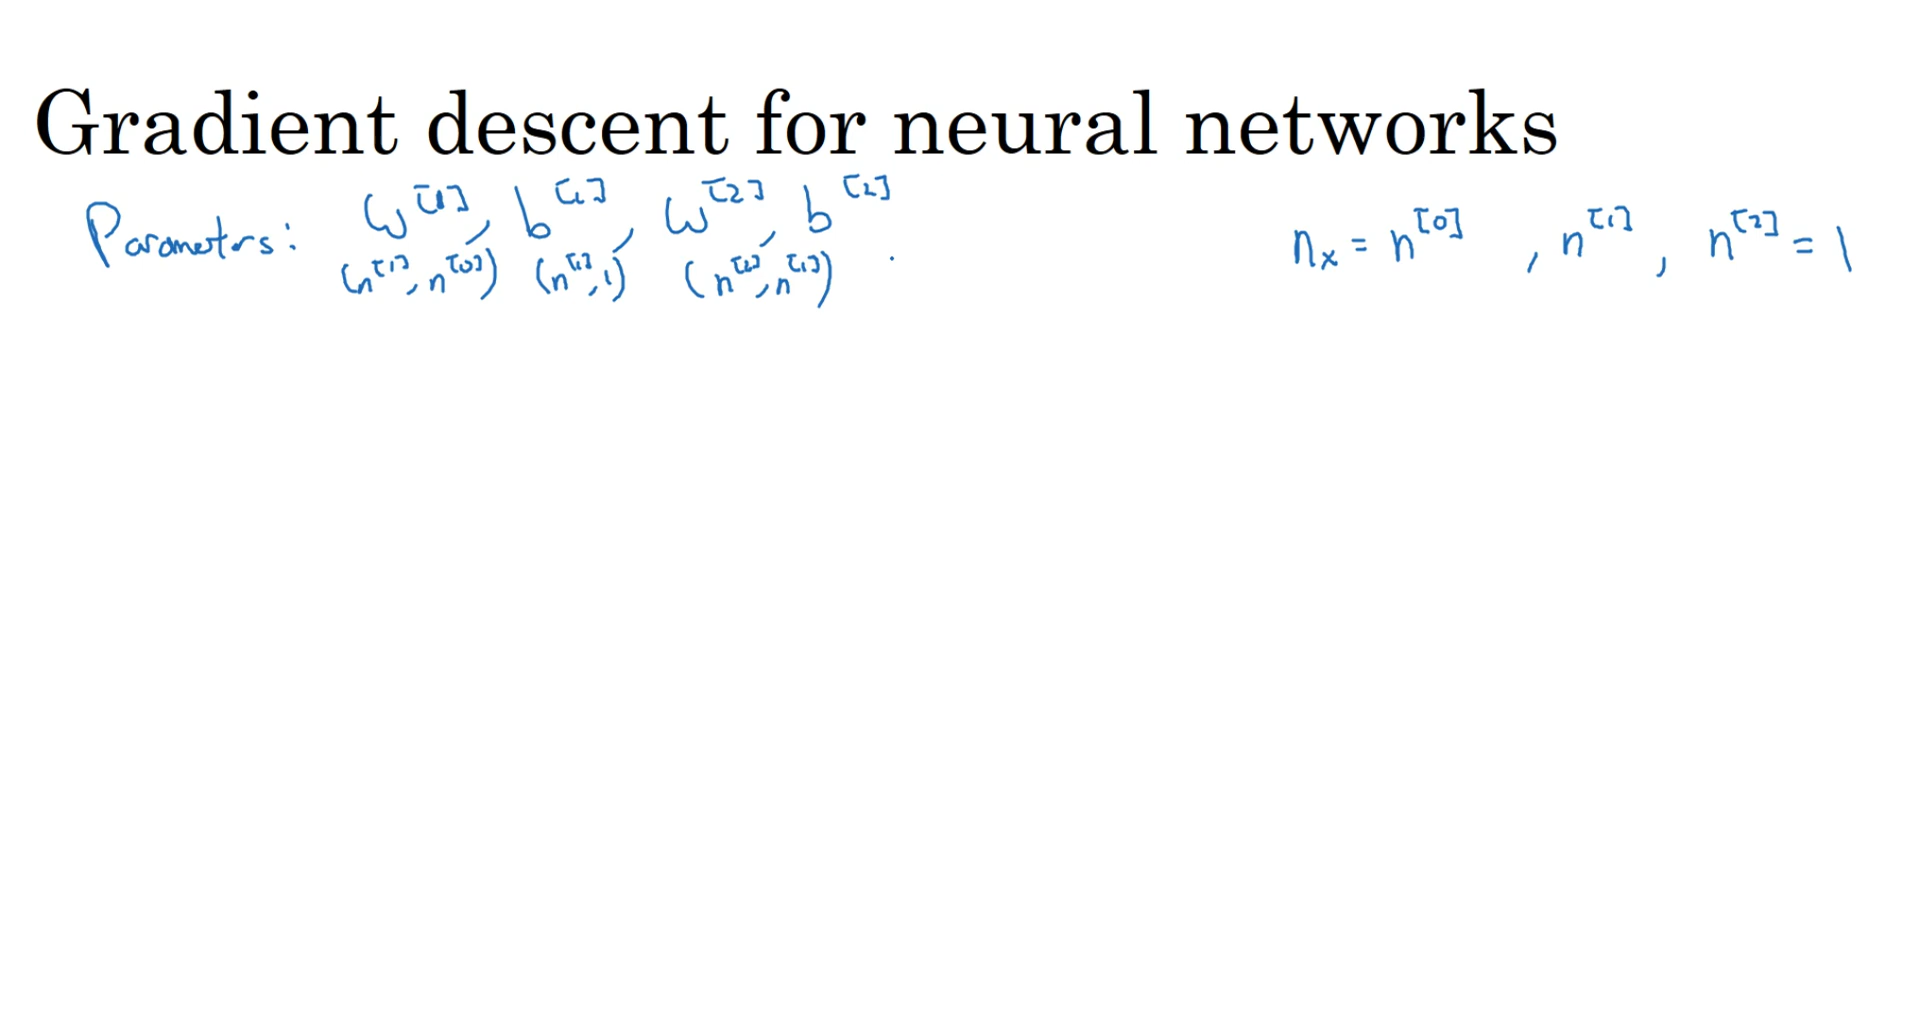 Gradient descent for neural networks
Parameters: W^[1], b^[1], W^[2], b^[2] n_x = n^[0], n^[1], n^[2] = 1
(n^[1], n^[0]) (n^[1], 1) (n^[2], n^[1])